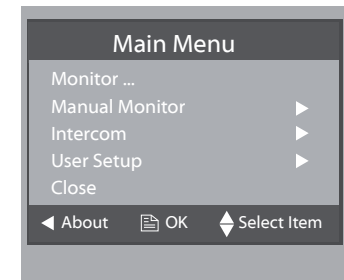 Main Menu
Monitor ...
Manual Monitor
Intercom
User Setup
Close
About OK Select Item